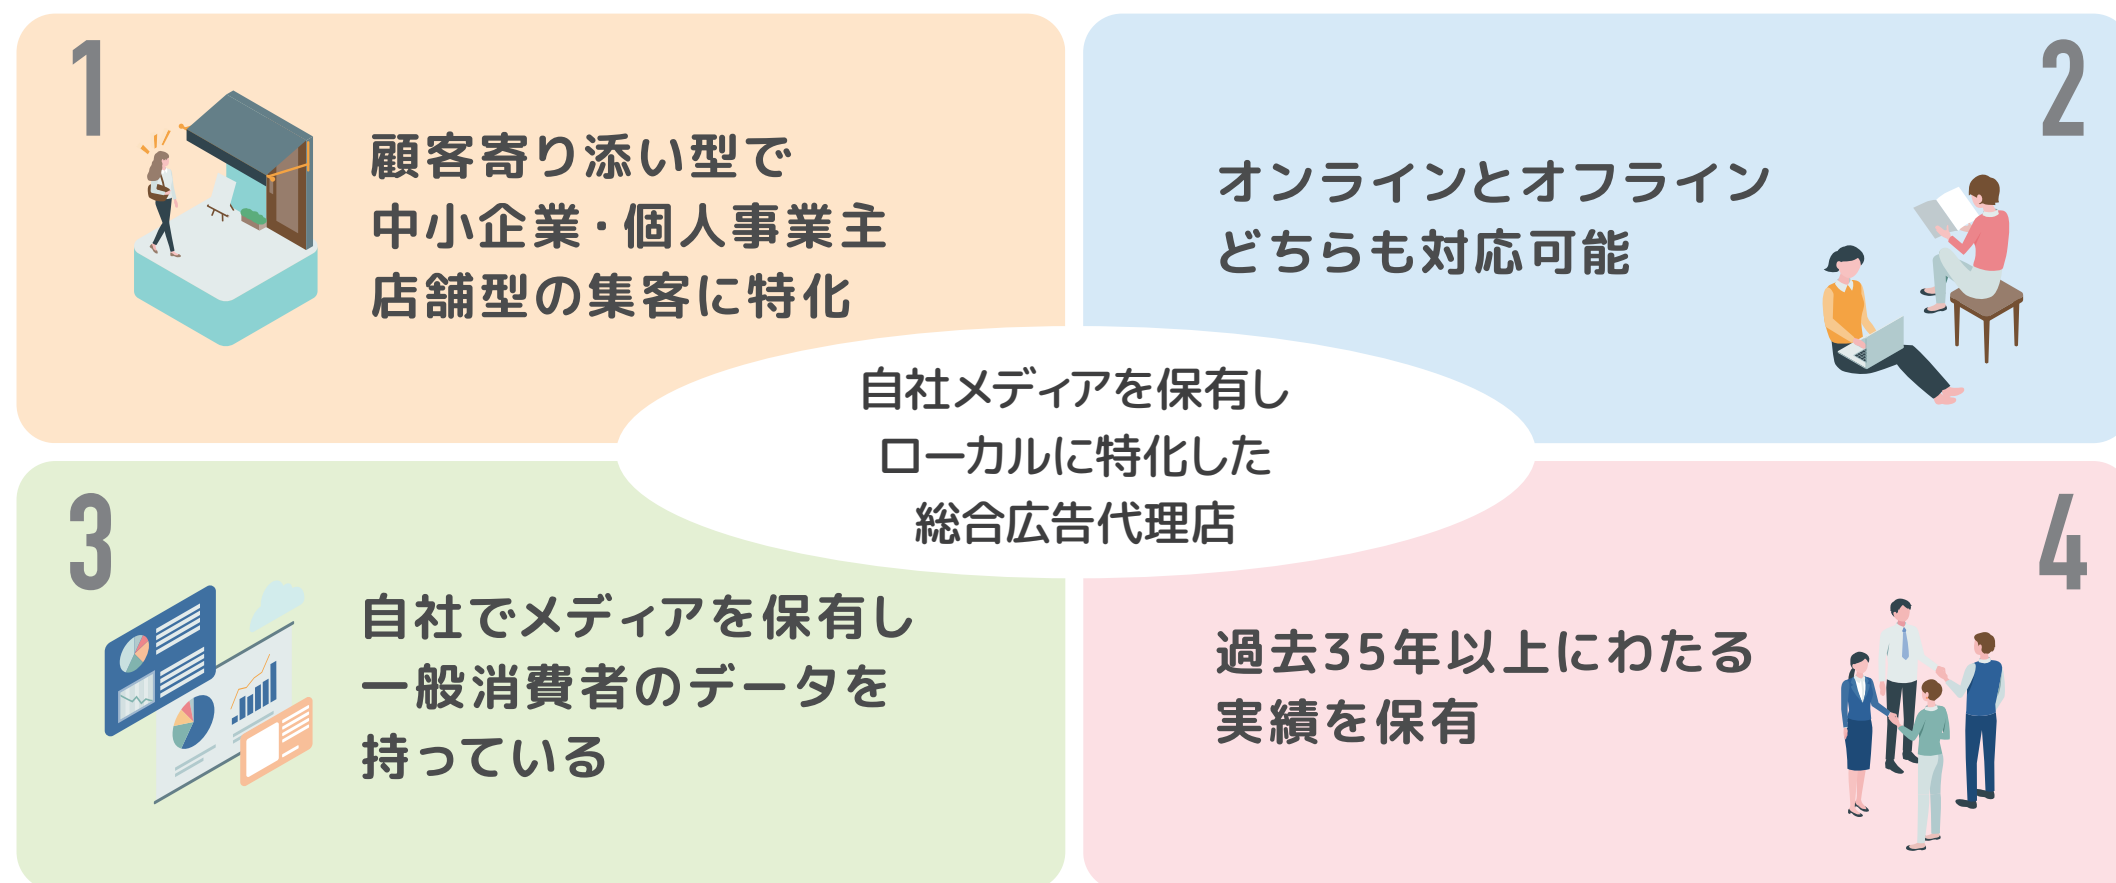 1
顧客寄り添い型で
中小企業・個人事業主
店舗型の集客に特化
2
オンラインとオフライン
どちらも対応可能
自社メディアを保有し
ローカルに特化した
総合広告代理店
3
自社でメディアを保有し
一般消費者のデータを
持っている
4
過去35年以上にわたる
実績を保有